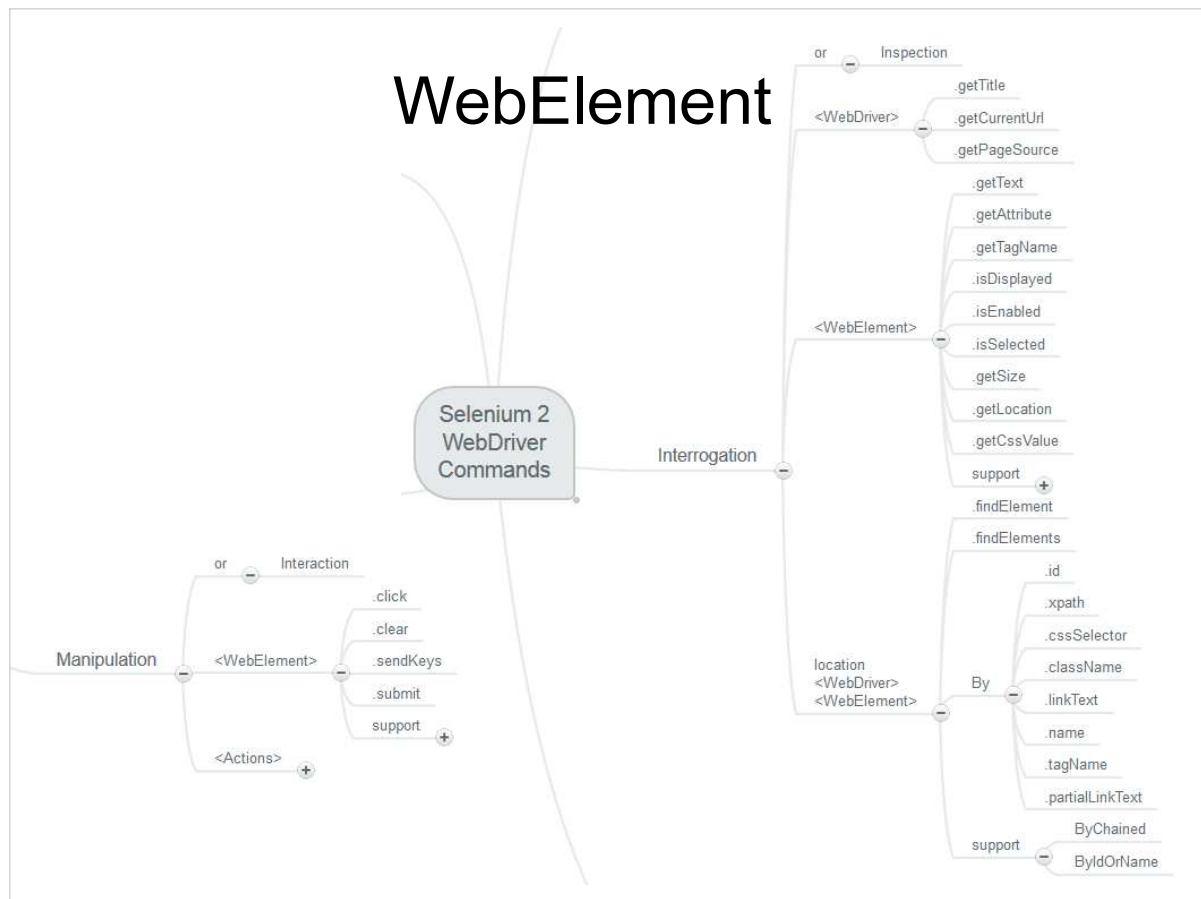 WebElement
Selenium 2
WebDriver
Commands
Interrogation
or
Inspection
<WebDriver>
.getTitle
.getCurrentUrl
.getPageSource
<WebElement>
.getText
.getAttribute
.getTagName
.isDisplayed
.isEnabled
.isSelected
.getSize
.getLocation
.getCssValue
support
location
<WebDriver>
<WebElement>
.findElement
.findElements
By
.id
.xpath
.cssSelector
.className
.linkText
.name
.tagName
.partialLinkText
support
ByChained
ByIdOrName
Manipulation
or
Interaction
<WebElement>
.click
.clear
.sendKeys
.submit
support
<Actions>